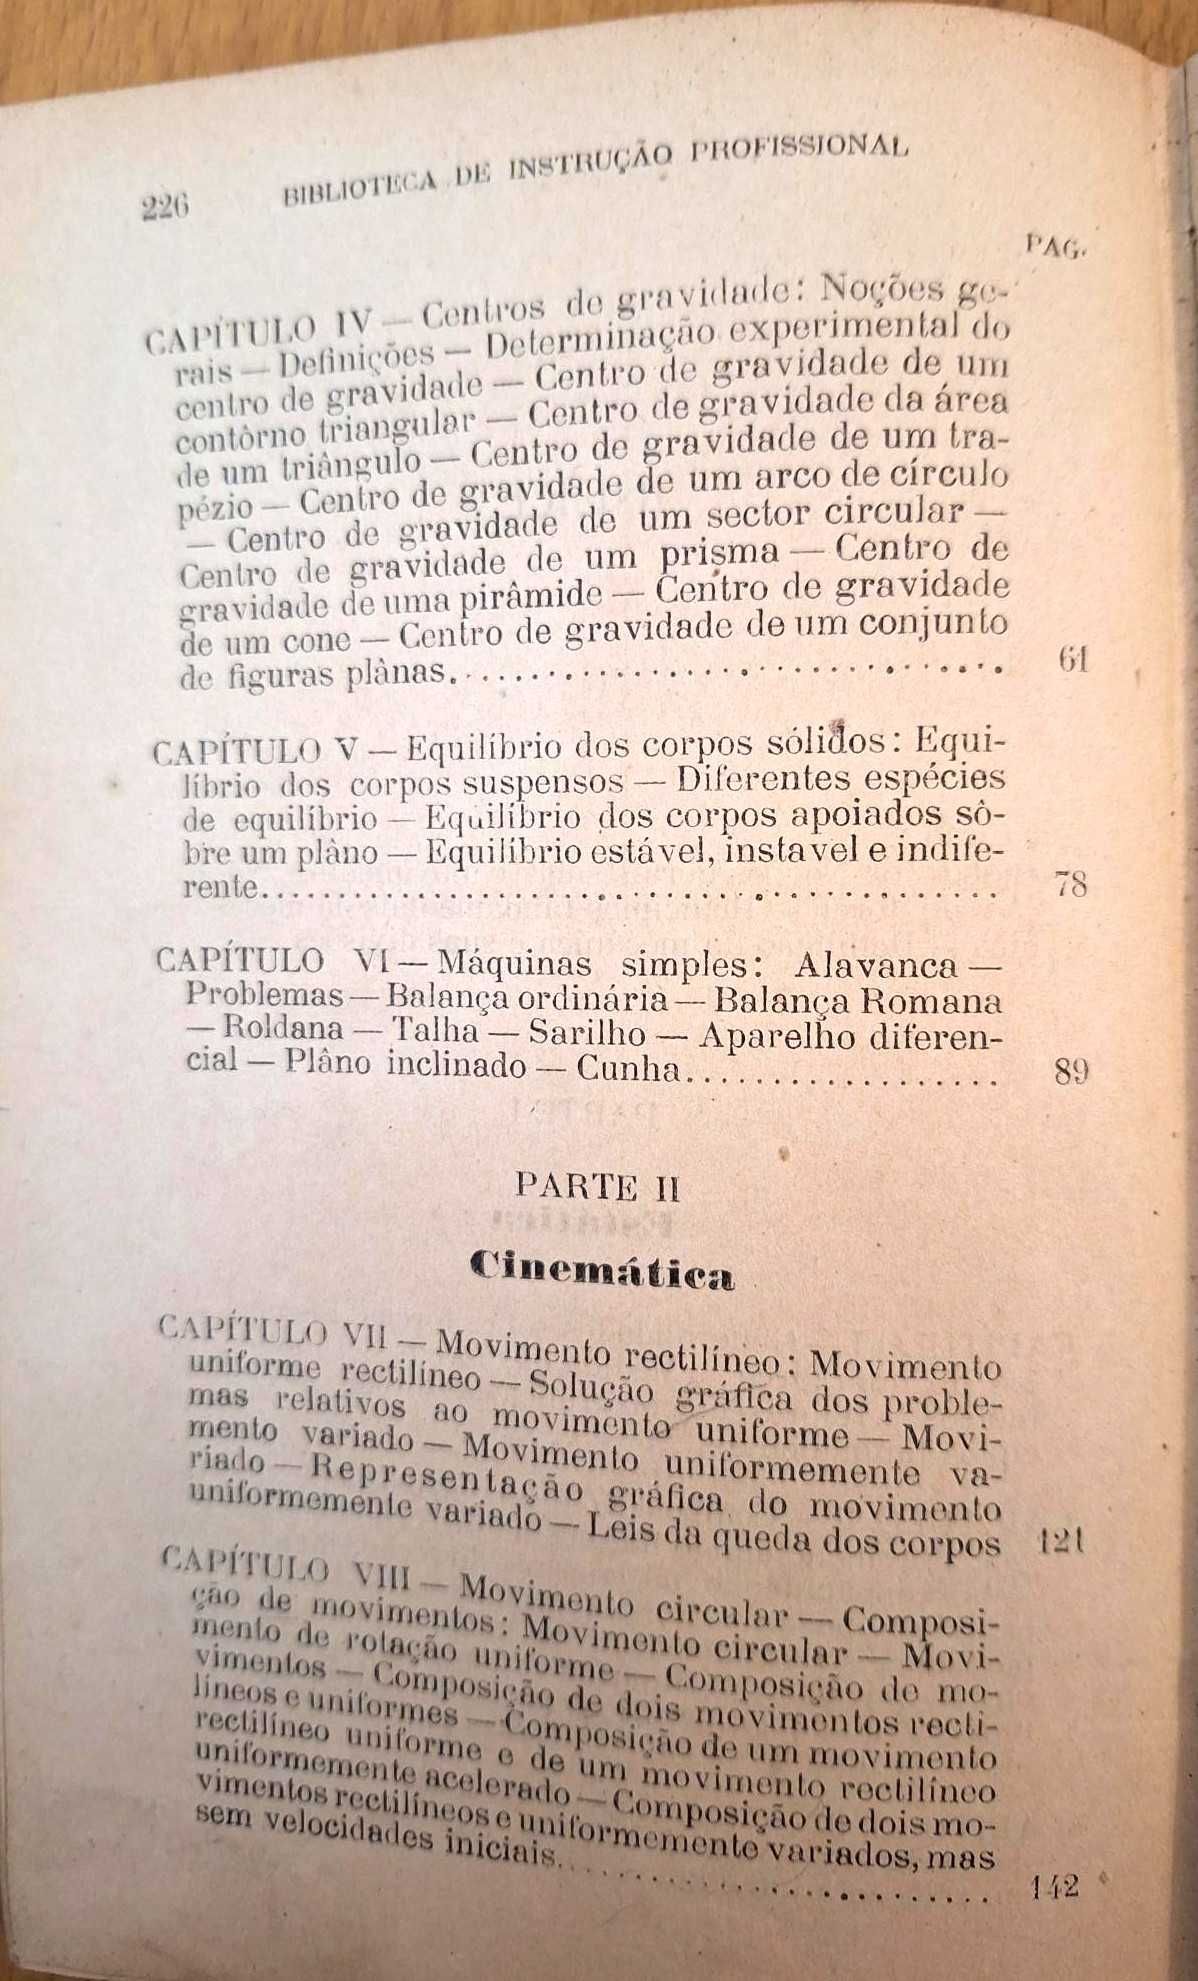 226 BIBLIOTECA DE INSTRUÇÃO PROFISSIONAL
PAG.
CAPÍTULO IV — Centros de gravidade: Noções ge-
rais — Definições — Determinação experimental do
centro de gravidade — Centro de gravidade de um
contôrno triangular — Centro de gravidade da área
de um triângulo — Centro de gravidade de um tra-
pézio — Centro de gravidade de um arco de círculo
— Centro de gravidade de um sector circular —
Centro de gravidade de um prisma — Centro de
gravidade de uma pirâmide — Centro de gravidade
de um cone — Centro de gravidade de um conjunto
de figuras plânas.................................. 61
CAPÍTULO V — Equilíbrio dos corpos sólidos: Equi-
líbrio dos corpos suspensos — Diferentes espécies
de equilíbrio — Equilíbrio dos corpos apoiados sô-
bre um plâno — Equilíbrio estável, instavel e indife-
rente............................................... 78
CAPÍTULO VI — Máquinas simples: Alavanca —
Problemas — Balança ordinária — Balança Romana
— Roldana — Talha — Sarilho — Aparelho diferen-
cial — Plâno inclinado — Cunha................... 89
PARTE II
Cinemática
CAPÍTULO VII — Movimento rectilíneo: Movimento
uniforme rectilíneo — Solução gráfica dos proble-
mas relativos ao movimento uniforme — Movi-
mento variado — Movimento uniformemente va-
riado — Representação gráfica do movimento
uniformemente variado — Leis da queda dos corpos 121
CAPÍTULO VIII — Movimento circular — Composi-
ção de movimentos: Movimento circular — Movi-
mento de rotação uniforme — Composição de mo-
vimentos — Composição de dois movimentos recti-
líneos e uniformes — Composição de um movimento
rectilíneo uniforme e de um movimento rectilíneo
uniformemente acelerado — Composição de dois mo-
vimentos rectilíneos e uniformemente variados, mas
sem velocidades iniciais............................ 142